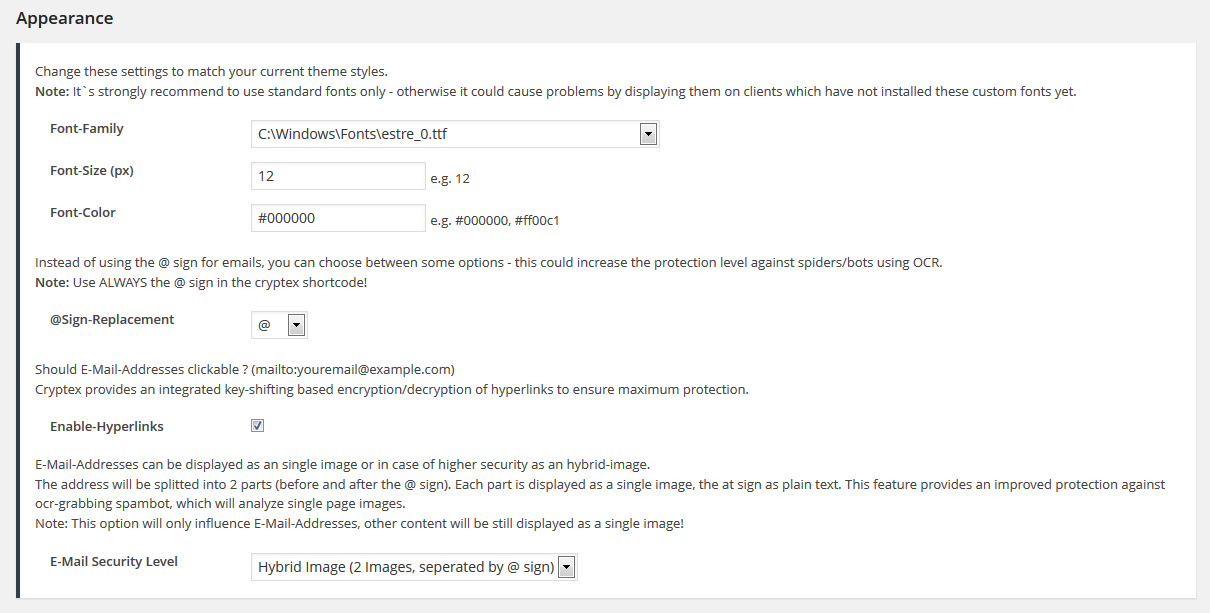 Appearance
Change these settings to match your current theme styles.
Note: It`s strongly recommend to use standard fonts only - otherwise it could cause problems by displaying them on clients which have not installed these custom fonts yet.
Font-Family
C:\Windows\Fonts\estre_0.ttf
Font-Size (px)
12
e.g. 12
Font-Color
#000000
e.g. #000000, #ff00c1
Instead of using the @ sign for emails, you can choose between some options - this could increase the protection level against spiders/bots using OCR.
Note: Use ALWAYS the @ sign in the cryptex shortcode!
@Sign-Replacement
@
Should E-Mail-Addresses clickable ? (mailto:youremail@example.com)
Cryptex provides an integrated key-shifting based encryption/decryption of hyperlinks to ensure maximum protection.
Enable-Hyperlinks
E-Mail-Addresses can be displayed as an single image or in case of higher security as an hybrid-image.
The address will be splitted into 2 parts (before and after the @ sign). Each part is displayed as a single image, the at sign as plain text. This feature provides an improved protection against
ocr-grabbing spambot, which will analyze single page images.
Note: This option will only influence E-Mail-Addresses, other content will be still displayed as a single image!
E-Mail Security Level
Hybrid Image (2 Images, seperated by @ sign)